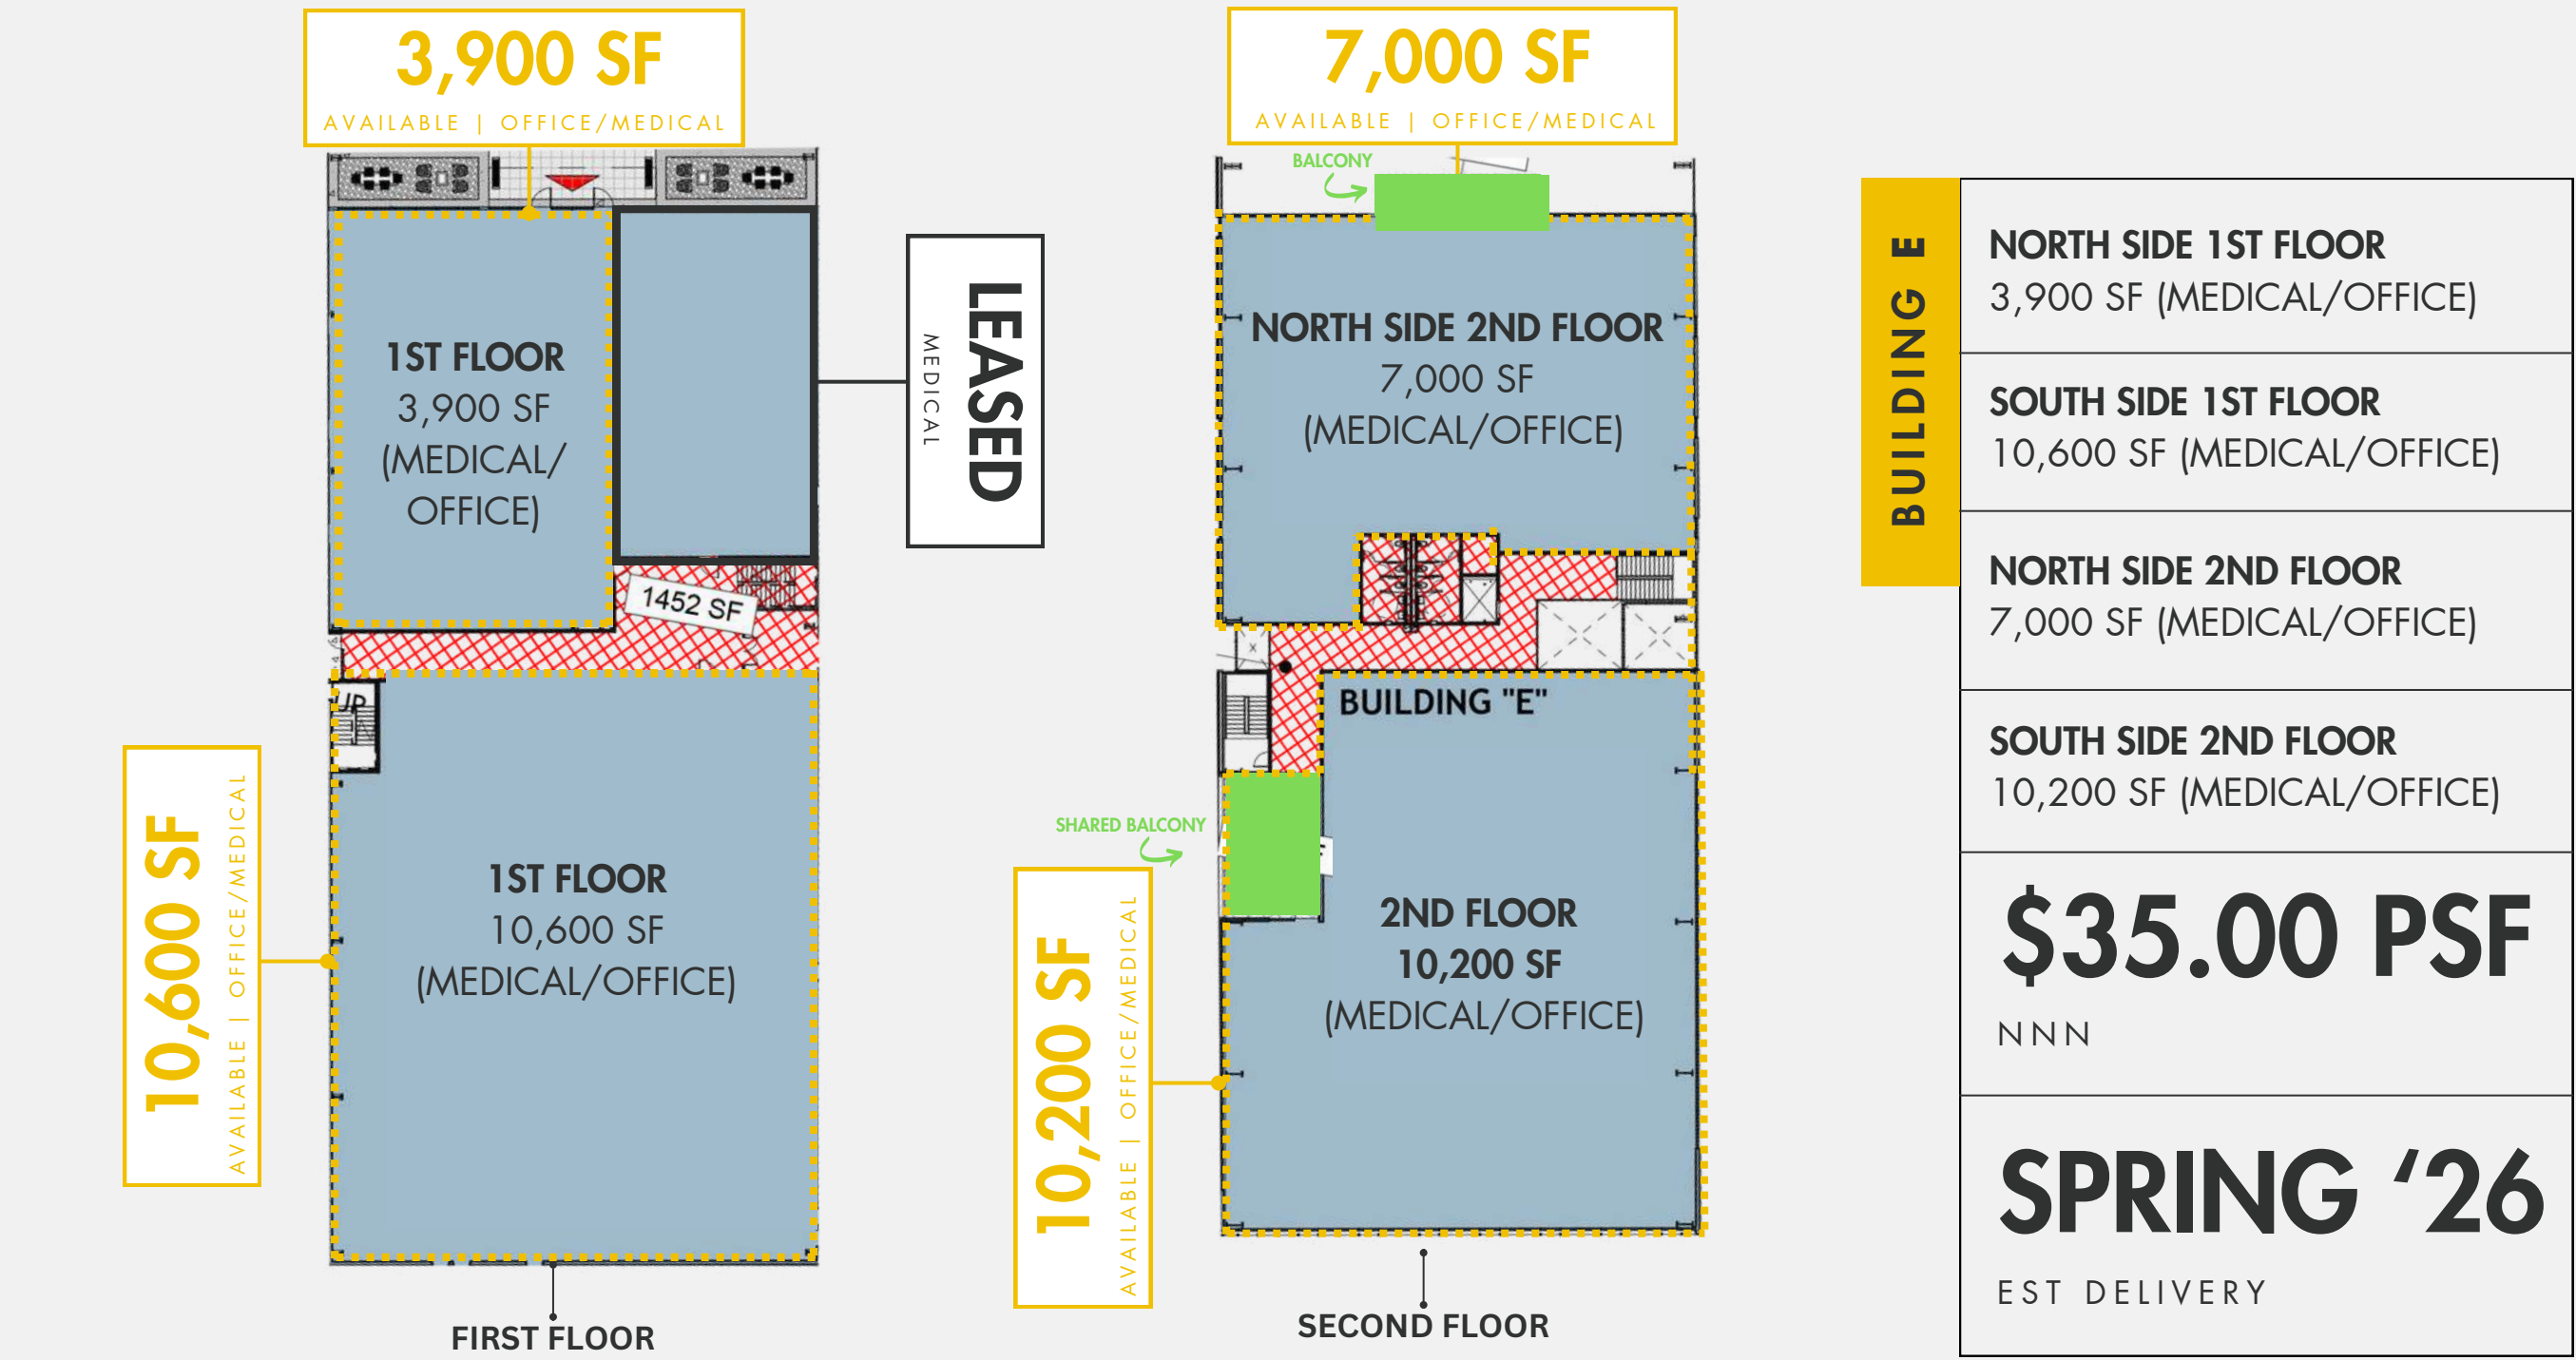 3,900 SF
AVAILABLE | OFFICE/MEDICAL
1ST FLOOR
3,900 SF
(MEDICAL/
OFFICE)
LEASED
MEDICAL
1452 SF
UP
10,600 SF
AVAILABLE | OFFICE/MEDICAL
1ST FLOOR
10,600 SF
(MEDICAL/OFFICE)
FIRST FLOOR
7,000 SF
AVAILABLE | OFFICE/MEDICAL
BALCONY
NORTH SIDE 2ND FLOOR
7,000 SF
(MEDICAL/OFFICE)
BUILDING "E"
SHARED BALCONY
10,200 SF
AVAILABLE | OFFICE/MEDICAL
2ND FLOOR
10,200 SF
(MEDICAL/OFFICE)
SECOND FLOOR
BUILDING E
NORTH SIDE 1ST FLOOR
3,900 SF (MEDICAL/OFFICE)
SOUTH SIDE 1ST FLOOR
10,600 SF (MEDICAL/OFFICE)
NORTH SIDE 2ND FLOOR
7,000 SF (MEDICAL/OFFICE)
SOUTH SIDE 2ND FLOOR
10,200 SF (MEDICAL/OFFICE)
$35.00 PSF
NNN
SPRING ‘26
EST DELIVERY